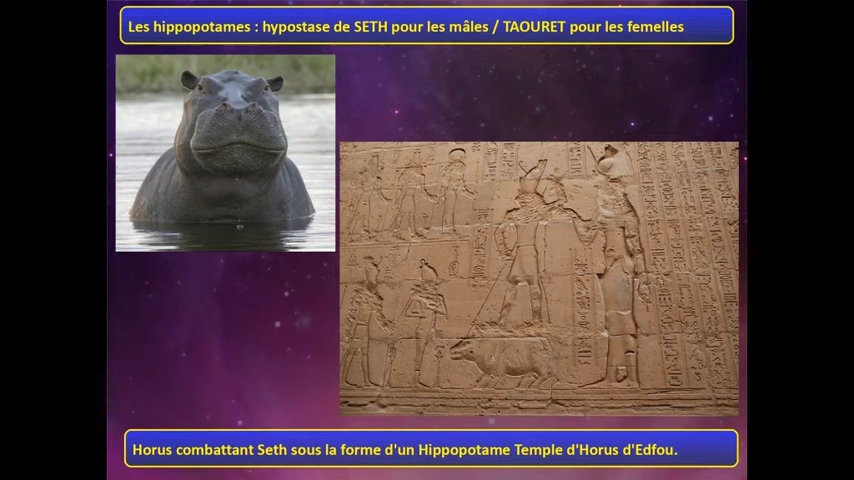 Les hippopotames : hypostase de SETH pour les mâles / TAOURET pour les femelles
Horus combattant Seth sous la forme d'un Hippopotame Temple d'Horus d'Edfou.